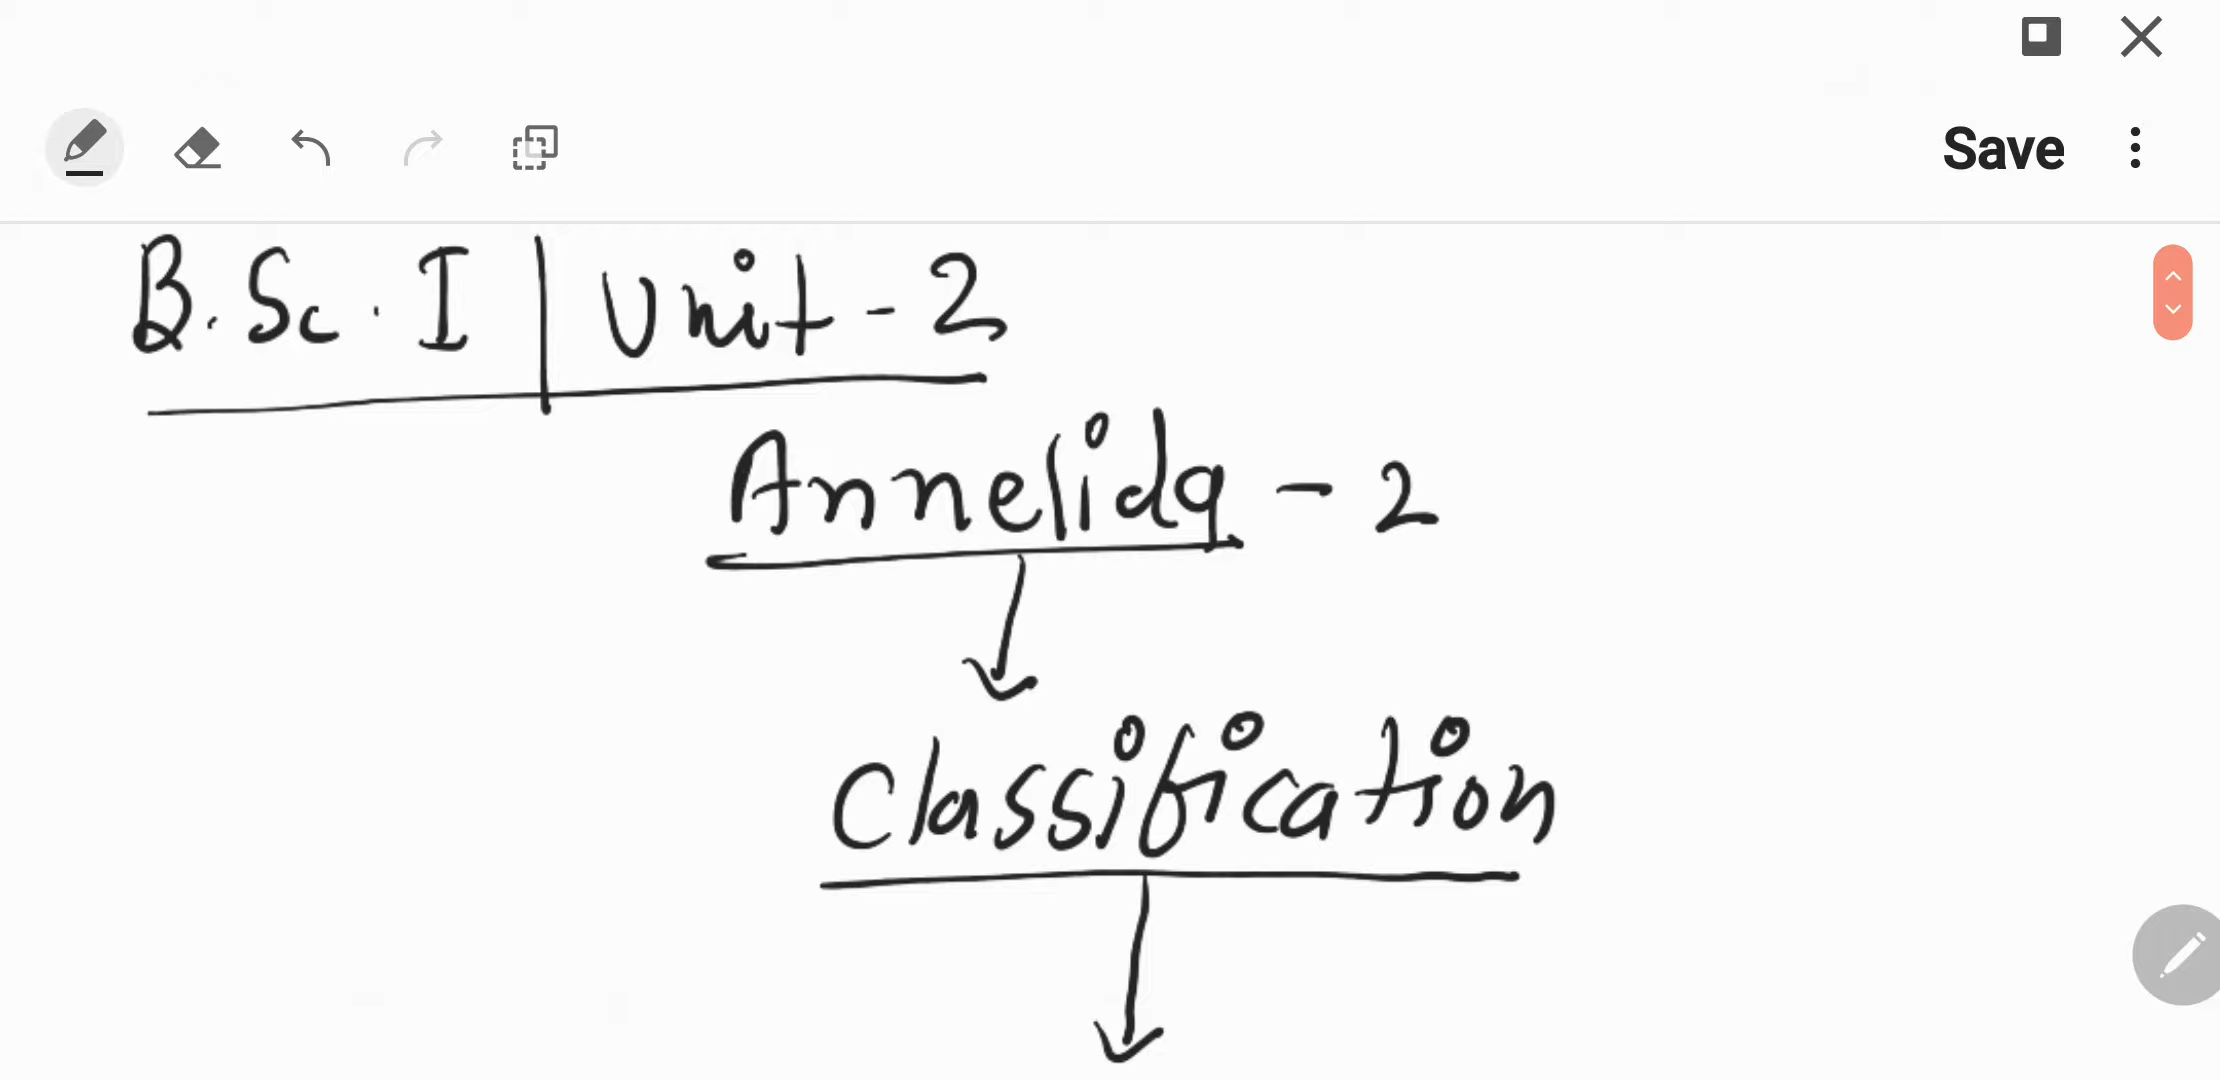 Save
B.Sc. I | Unit - 2
Annelida - 2
Classification